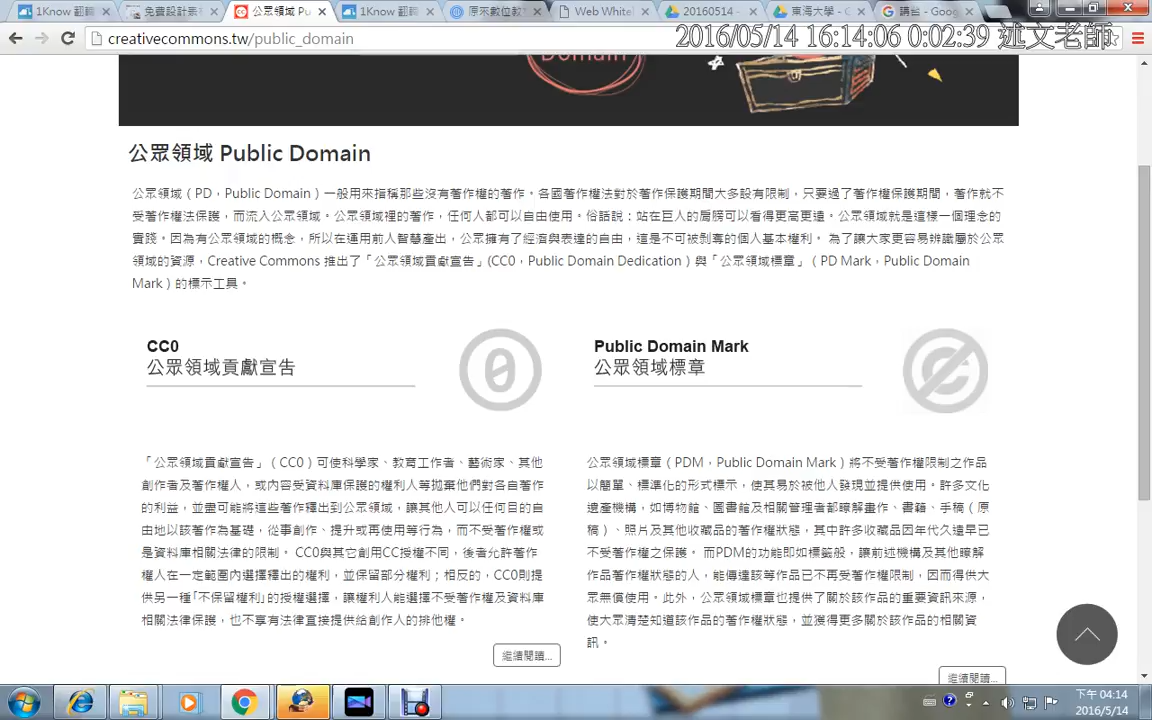 1Know 翻轉
免費設計素材
公眾領域 Pu
1Know 翻轉
原來數位教
Web Whitel
20160514 -
東海大學 - C
講台 - Goog
creativecommons.tw/public_domain
2016/05/14 16:14:06 0:02:39 述文老師
Domain
公眾領域 Public Domain
公眾領域（PD，Public Domain）一般用來指稱那些沒有著作權的著作。各國著作權法對於著作保護期間大多設有限制，只要過了著作權保護期間，著作就不
受著作權法保護，而流入公眾領域。公眾領域裡的著作，任何人都可以自由使用。俗話說：站在巨人的肩膀可以看得更高更遠。公眾領域就是這樣一個理念的
實踐。因為有公眾領域的概念，所以在運用前人智慧產出，公眾擁有了經濟與表達的自由，這是不可被剝奪的個人基本權利。 為了讓大家更容易辨識屬於公眾
領域的資源，Creative Commons 推出了「公眾領域貢獻宣告」(CC0，Public Domain Dedication）與「公眾領域標章」（PD Mark，Public Domain
Mark）的標示工具。
CC0
公眾領域貢獻宣告
Public Domain Mark
公眾領域標章
「公眾領域貢獻宣告」（CC0）可使科學家、教育工作者、藝術家、其他
創作者及著作權人，或內容受資料庫保護的權利人等拋棄他們對各自著作
的利益，並盡可能將這些著作釋出到公眾領域，讓其他人可以任何目的自
由地以該著作為基礎，從事創作、提升或再使用等行為，而不受著作權或
是資料庫相關法律的限制。 CC0與其它創用CC授權不同，後者允許著作
權人在一定範圍內選擇釋出的權利，並保留部分權利；相反的，CC0則提
供另一種｢不保留權利｣的授權選擇，讓權利人能選擇不受著作權及資料庫
相關法律保護，也不享有法律直接提供給創作人的排他權。
繼續閱讀...
公眾領域標章（PDM，Public Domain Mark）將不受著作權限制之作品
以簡單、標準化的形式標示，使其易於被他人發現並提供使用。許多文化
遺產機構，如博物館、圖書館及相關管理者都瞭解畫作、書籍、手稿（原
稿）、照片及其他收藏品的著作權狀態，其中許多收藏品因年代久遠早已
不受著作權之保護。 而PDM的功能即如標籤般，讓前述機構及其他瞭解
作品著作權狀態的人，能傳達該等作品已不再受著作權限制，因而得供大
眾無償使用。此外，公眾領域標章也提供了關於該作品的重要資訊來源，
使大眾清楚知道該作品的著作權狀態，並獲得更多關於該作品的相關資
訊。
繼續閱讀...
下午 04:14
2016/5/14